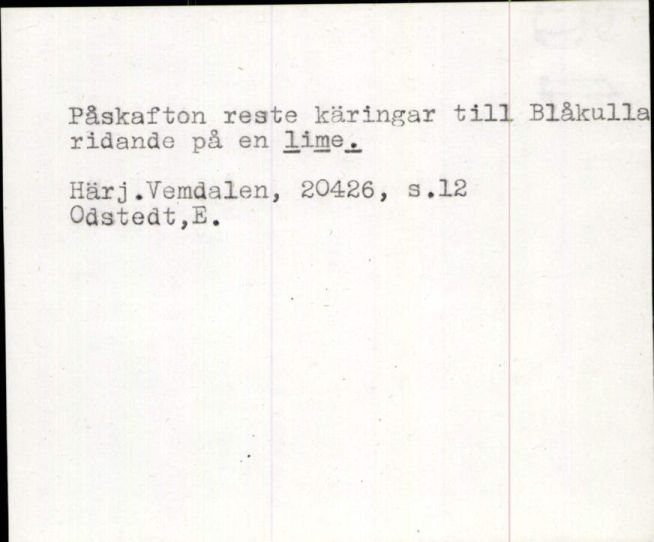 Påskafton reste käringar till Blåkulla
ridande på en lime.
Härj.Vemdalen, 20426, s.12
Odstedt,E.